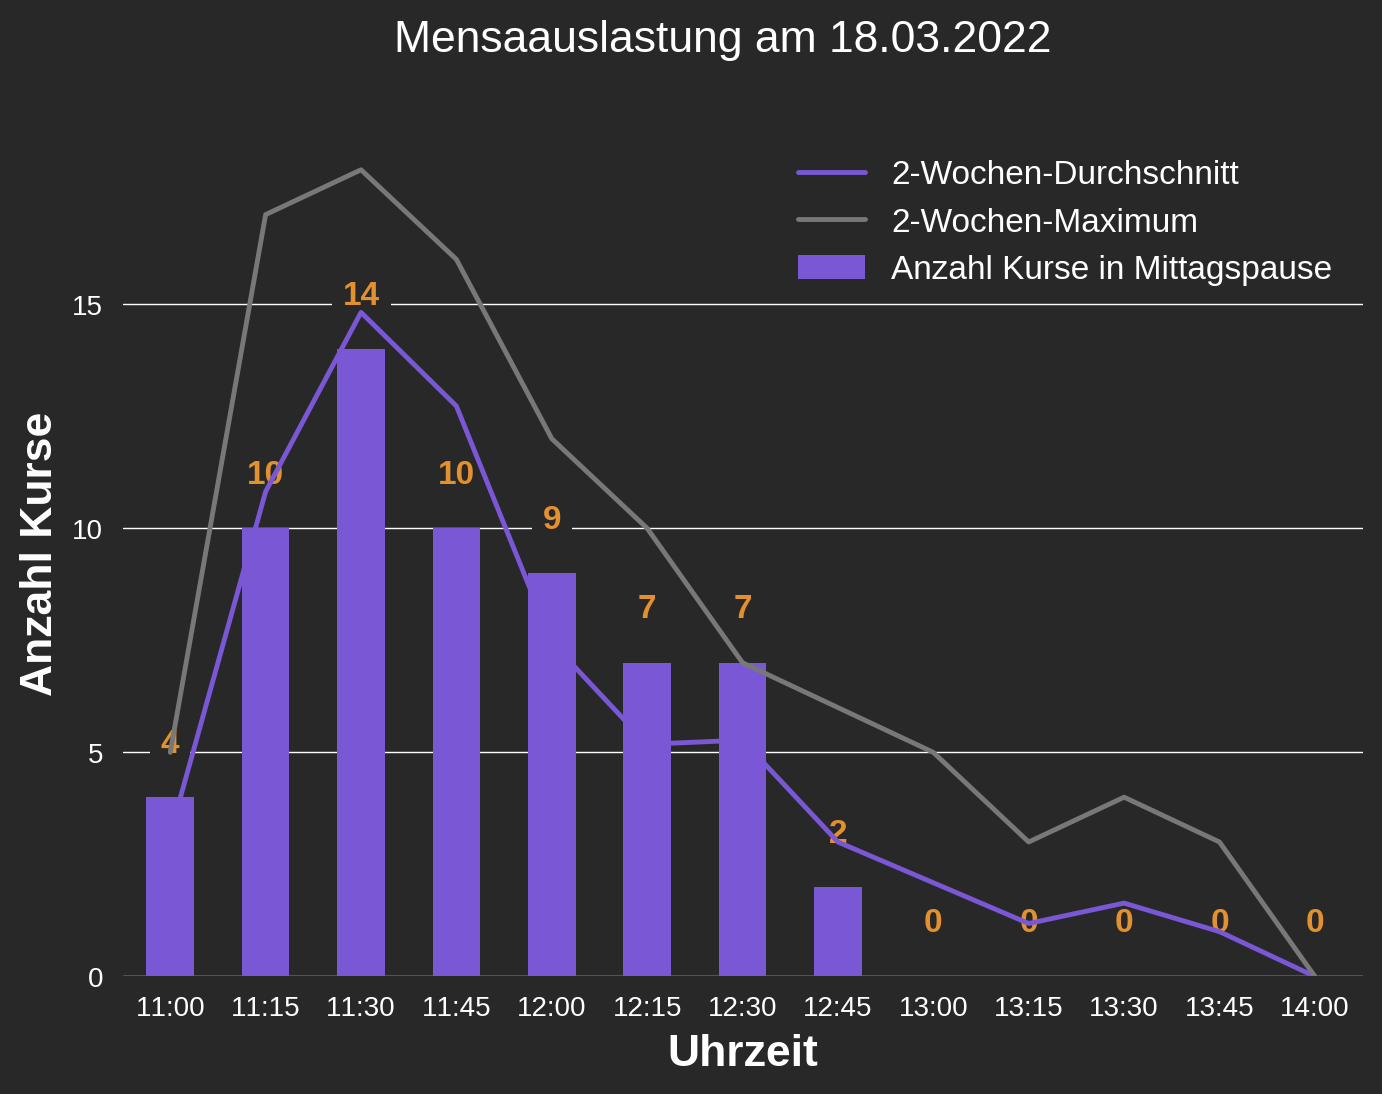 Mensaauslastung am 18.03.2022
2-Wochen-Durchschnitt
2-Wochen-Maximum
Anzahl Kurse in Mittagspause
Anzahl Kurse
15
10
5
0
4
10
14
10
9
7
7
2
0
0
0
0
0
11:00 11:15 11:30 11:45 12:00 12:15 12:30 12:45 13:00 13:15 13:30 13:45 14:00
Uhrzeit